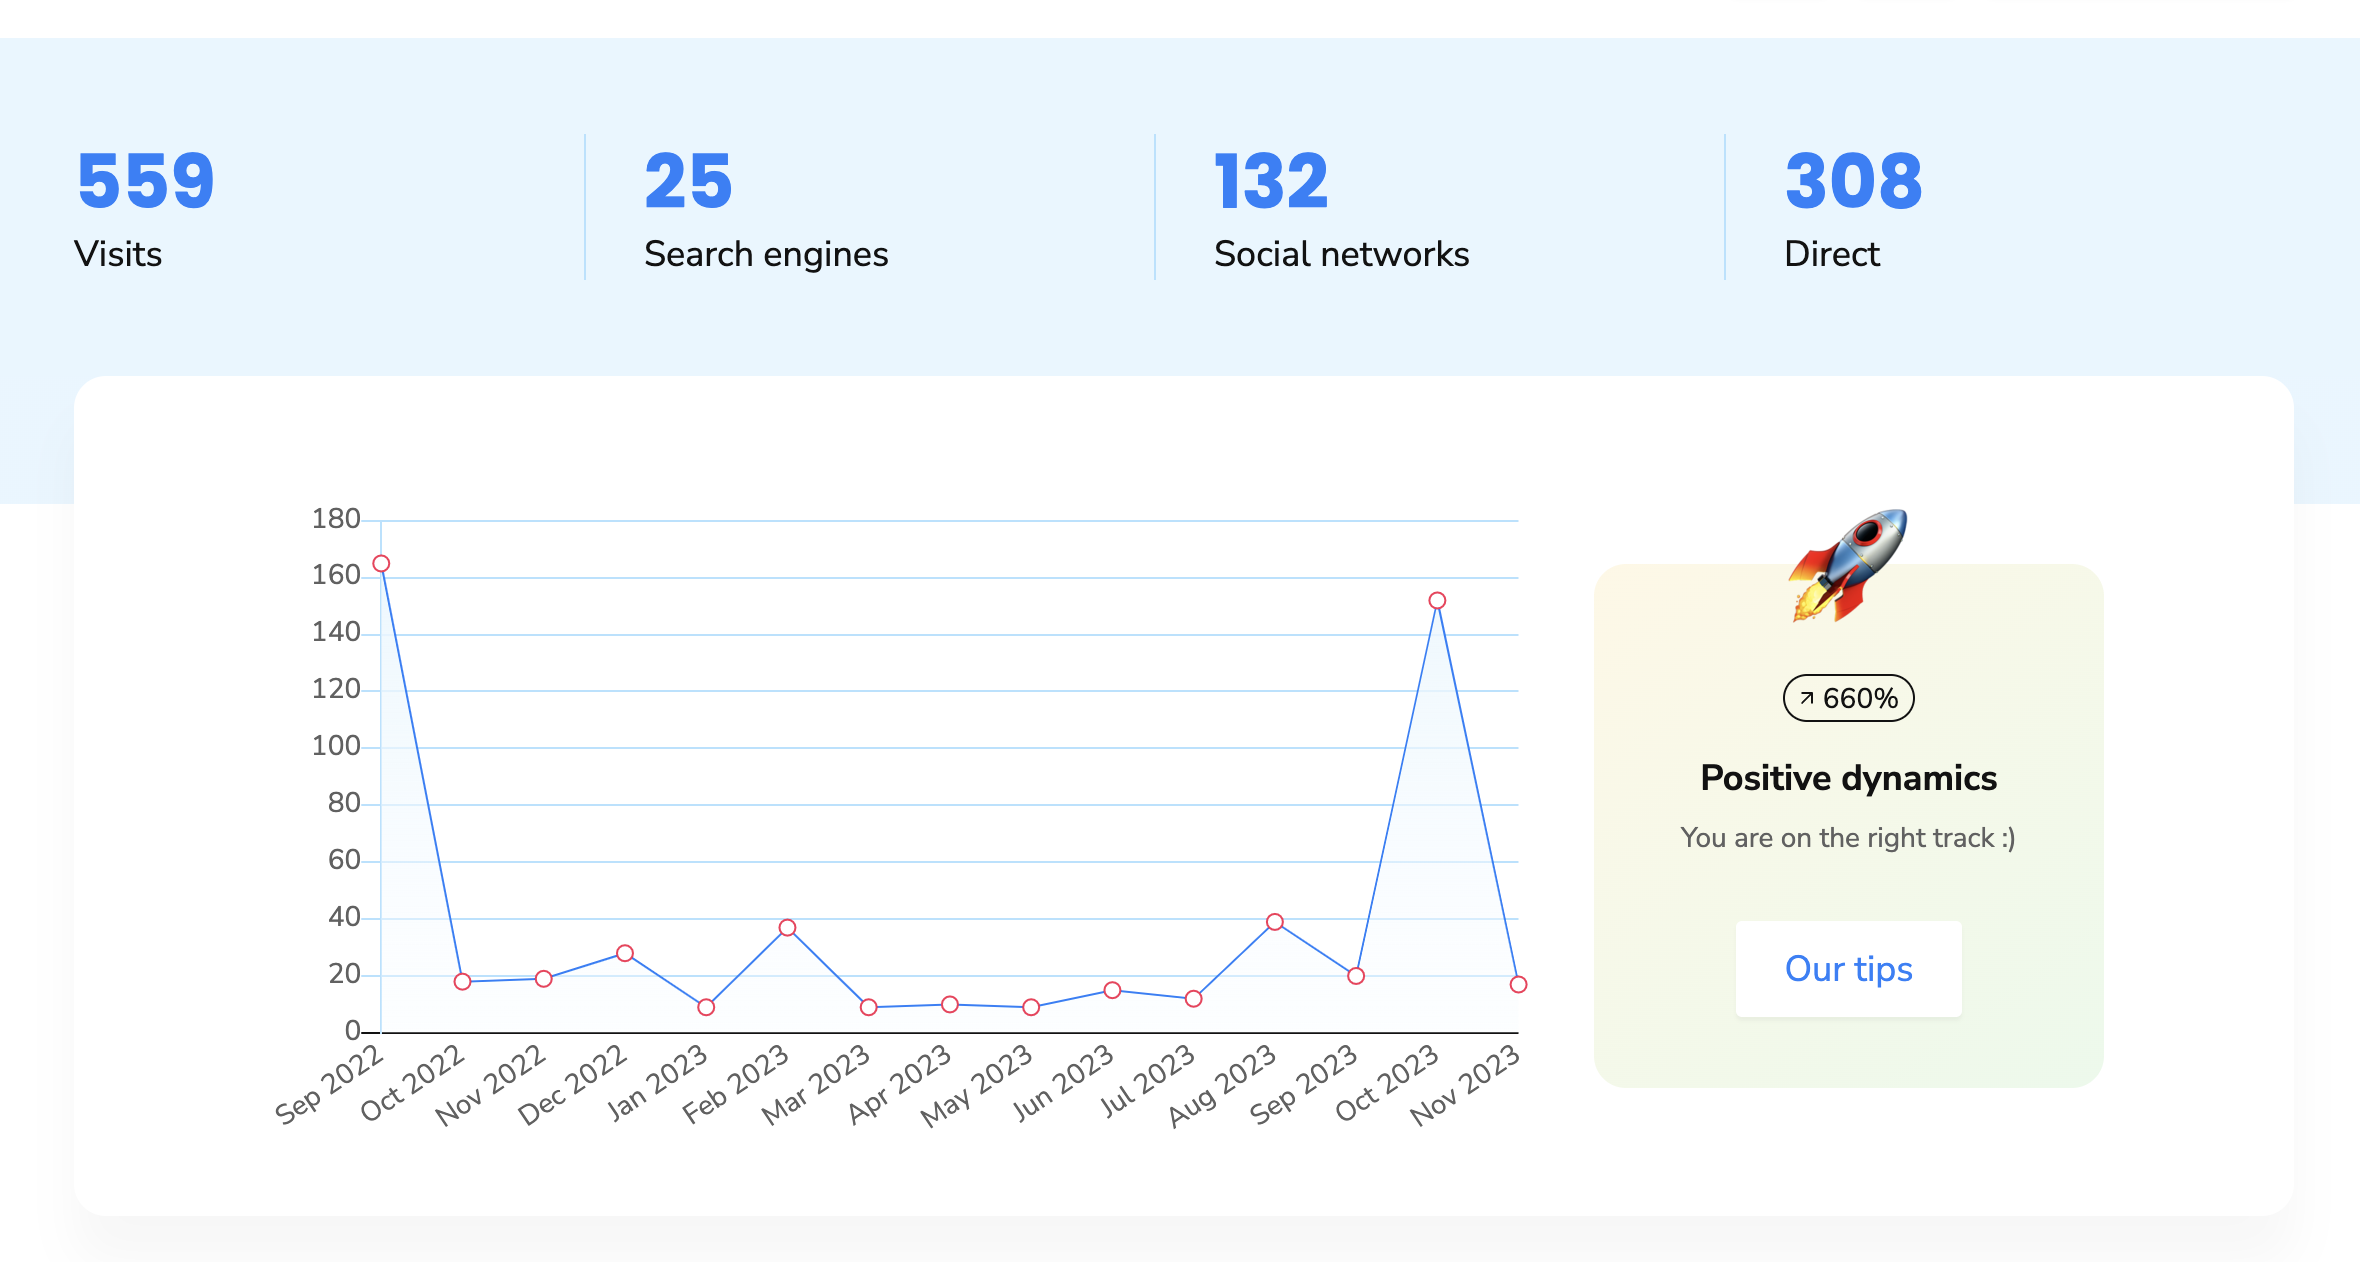 559
Visits
25
Search engines
132
Social networks
308
Direct
180
160
140
120
100
80
60
40
20
0
Sep 2022
Oct 2022
Nov 2022
Dec 2022
Jan 2023
Feb 2023
Mar 2023
Apr 2023
May 2023
Jun 2023
Jul 2023
Aug 2023
Sep 2023
Oct 2023
Nov 2023
660%
Positive dynamics
You are on the right track :)
Our tips